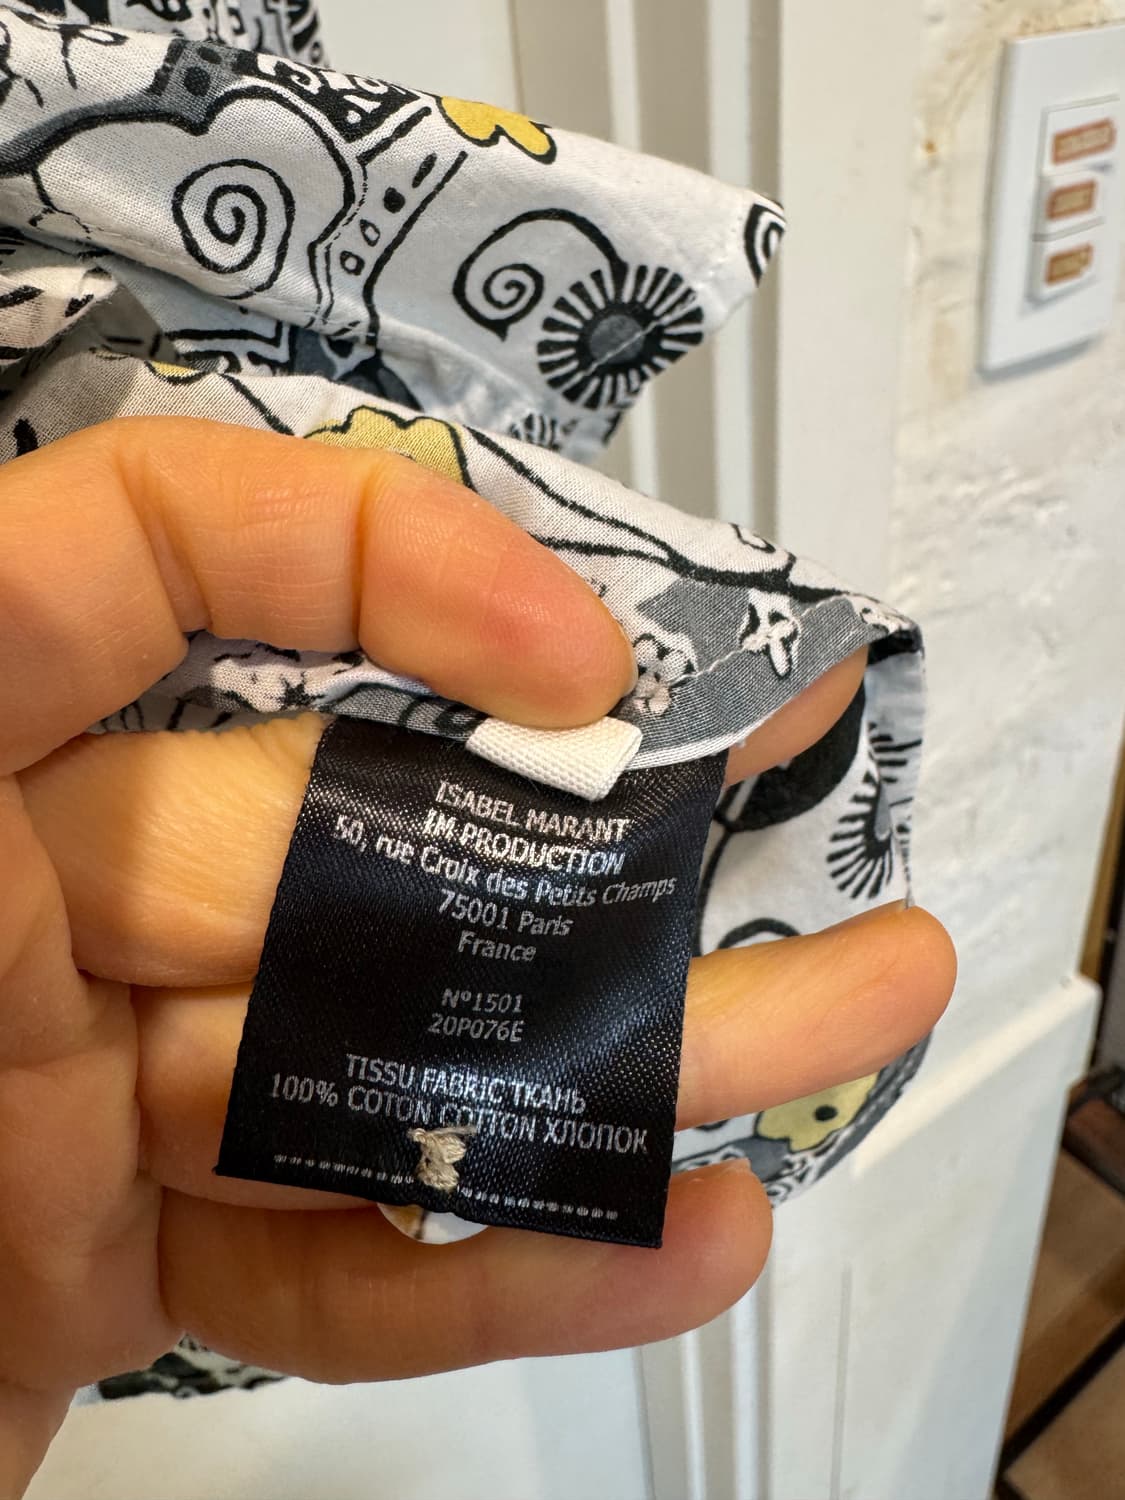 ISABEL MARANT
IM PRODUCTION
50, rue Croix des Petits Champs
75001 Paris
France
Nº1501
20P076E
TISSU FABRIC ТКАНЬ
100% COTON COTTON ХЛОПОК